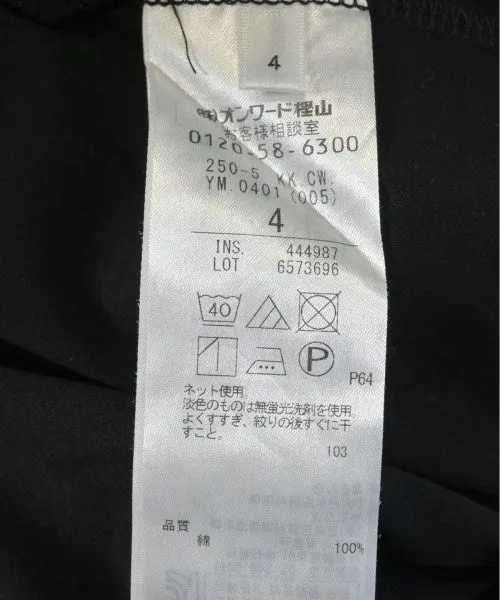 4
(株)オンワード樫山
お客様相談室
0120-58-6300
250-5 KK.CW.
YM.0401 (005)
4
INS. 444987
LOT 6573696
40
P
P64
ネット使用。
淡色のものは無蛍光洗剤を使用。
よくすすぎ、絞りの後すぐに干
すこと。
103
品質
綿 100%